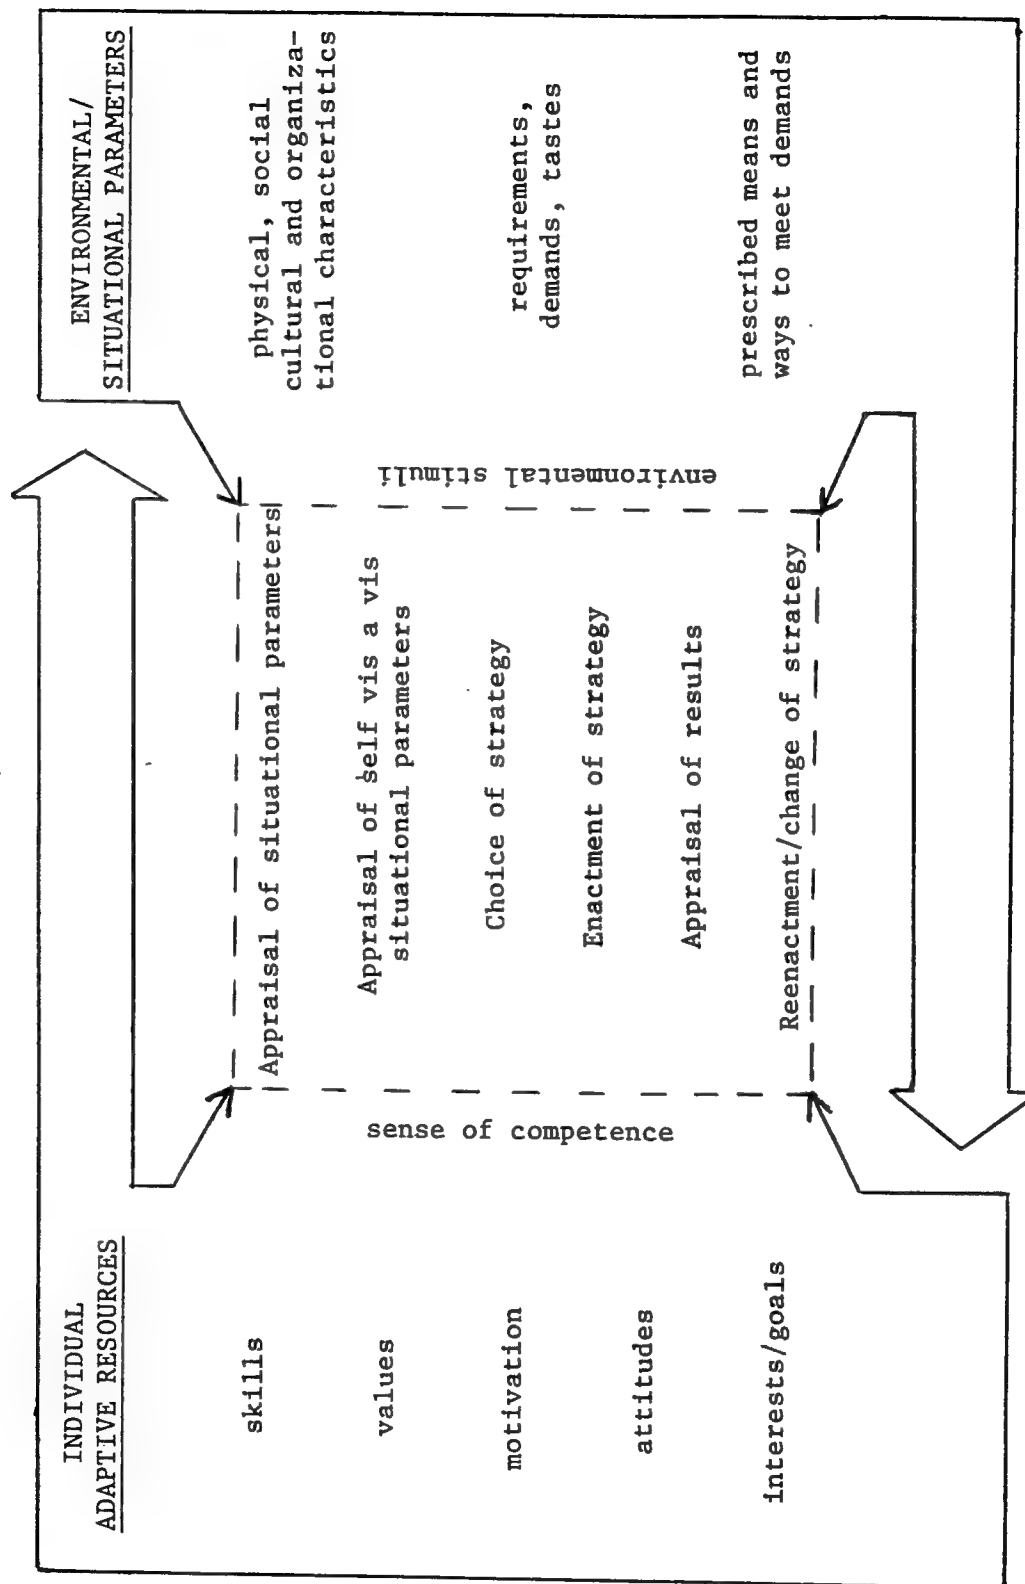 INDIVIDUAL
ADAPTIVE RESOURCES
skills
values
motivation
attitudes
interests/goals
sense of competence
Appraisal of situational parameters
Appraisal of self vis a vis
situational parameters
Choice of strategy
Enactment of strategy
Appraisal of results
Reenactment/change of strategy
environmental stimuli
ENVIRONMENTAL/
SITUATIONAL PARAMETERS
physical, social
cultural and organiza-
tional characteristics
requirements,
demands, tastes
prescribed means and
ways to meet demands